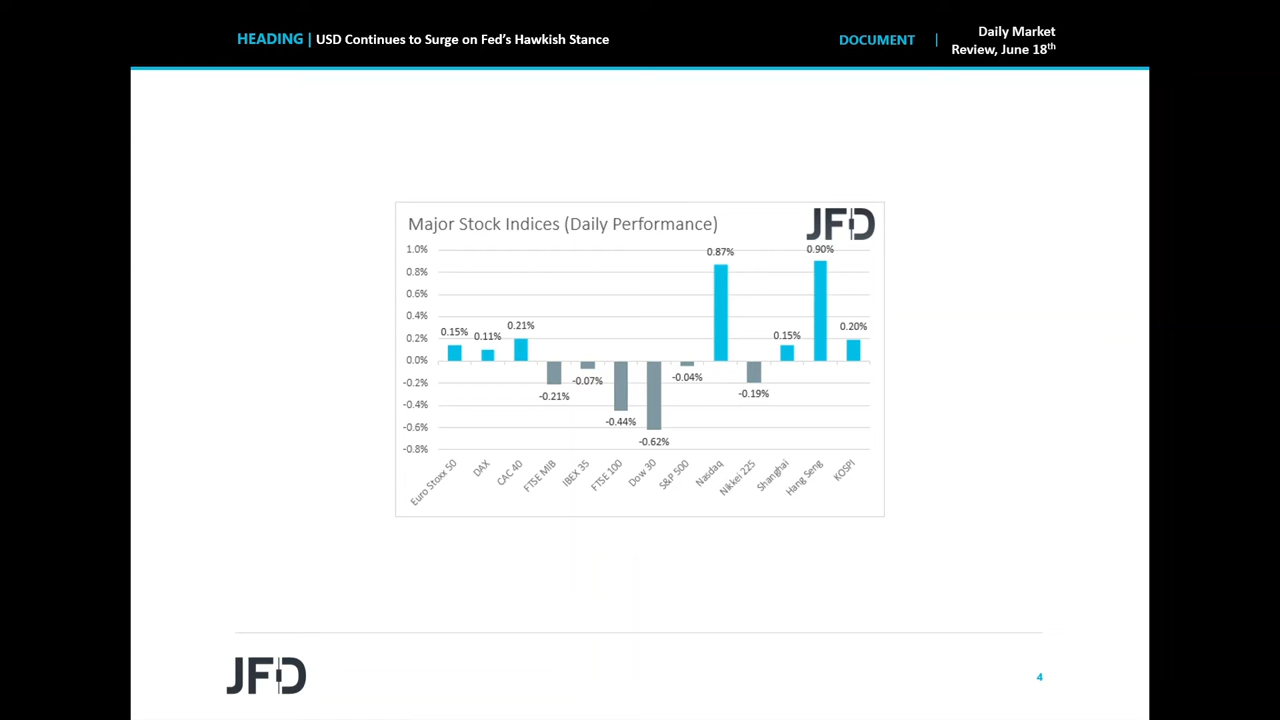 HEADING | USD Continues to Surge on Fed's Hawkish Stance
DOCUMENT |
Daily Market
Review, June 18th
Major Stock Indices (Daily Performance)
JFD
1.0%
0.8%
0.6%
0.4%
0.2%
0.0%
-0.2%
-0.4%
-0.6%
-0.8%
0.15%
0.11%
0.21%
-0.21%
-0.07%
-0.44%
-0.62%
-0.04%
0.87%
-0.19%
0.15%
0.90%
0.20%
Euro Stoxx 50
DAX
CAC 40
FTSE MIB
IBEX 35
FTSE 100
Dow 30
S&P 500
Nasdaq
Nikkei 225
Shanghai
Hang Seng
KOSPI
JFD
4